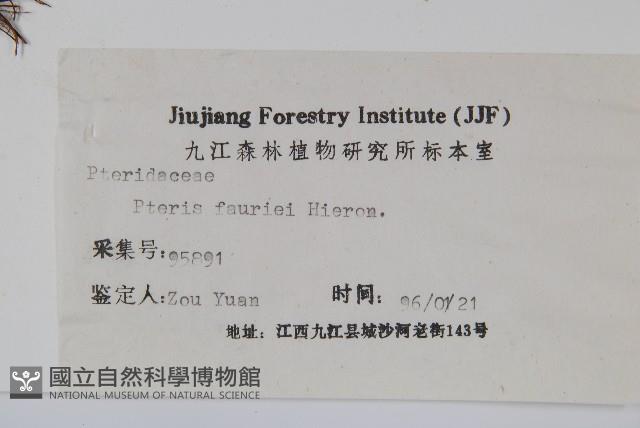 Jiujiang Forestry Institute (JJF)
九江森林植物研究所标本室
Pteridaceae
Pteris fauriei Hieron.
采集号:95891
鉴定人:Zou Yuan 时间: 96/01/21
地址: 江西九江县城沙河老街143号
國立自然科學博物館
NATIONAL MUSEUM OF NATURAL SCIENCE